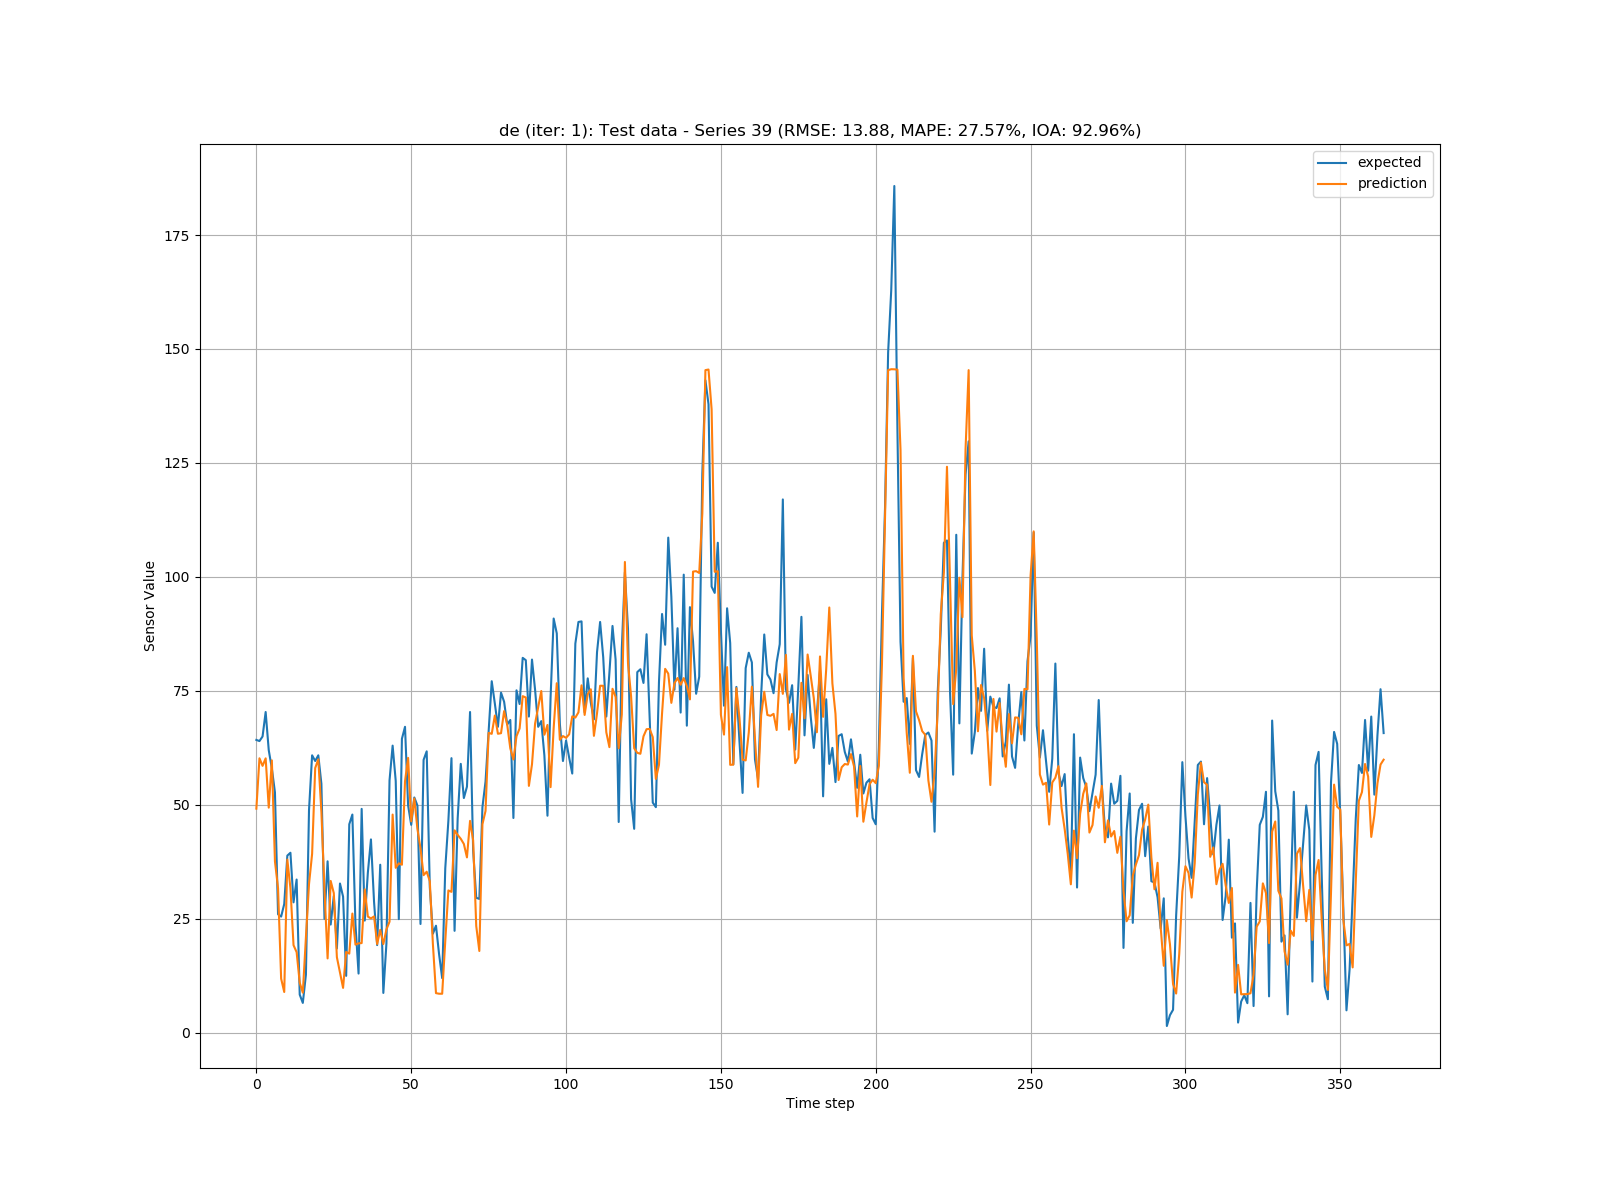 de (iter: 1): Test data - Series 39 (RMSE: 13.88, MAPE: 27.57%, IOA: 92.96%)
expected
prediction
175
150
125
100
75
50
25
0
Sensor Value
0 50 100 150 200 250 300 350
Time step